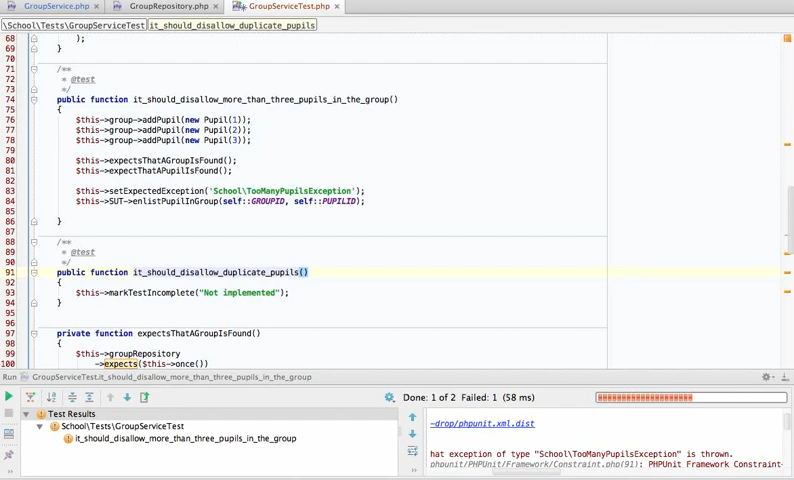 GroupService.php × GroupRepository.php × GroupServiceTest.php ×
\School\Tests\GroupServiceTest it_should_disallow_duplicate_pupils
68 );
69 }
70
71 /**
72 * @test
73 */
74 public function it_should_disallow_more_than_three_pupils_in_the_group()
75 {
76 $this->group->addPupil(new Pupil(1));
77 $this->group->addPupil(new Pupil(2));
78 $this->group->addPupil(new Pupil(3));
79
80 $this->expectsThatAGroupIsFound();
81 $this->expectThatAPupilIsFound();
82
83 $this->setExpectedException('School\TooManyPupilsException');
84 $this->SUT->enlistPupilInGroup(self::GROUPID, self::PUPILID);
85
86 }
87
88 /**
89 * @test
90 */
91 public function it_should_disallow_duplicate_pupils()
92 {
93 $this->markTestIncomplete("Not implemented");
94 }
95
96
97 private function expectsThatAGroupIsFound()
98 {
99 $this->groupRepository
100 ->expects($this->once())
Run GroupServiceTest.it_should_disallow_more_than_three_pupils_in_the_group
Done: 1 of 2 Failed: 1 (58 ms)
Test Results
School\Tests\GroupServiceTest
it_should_disallow_more_than_three_pupils_in_the_group
~drop/phpunit.xml.dist
hat exception of type "School\TooManyPupilsException" is thrown.
phpunit/PHPUnit/Framework/Constraint.php(91): PHPUnit Framework Constraint-